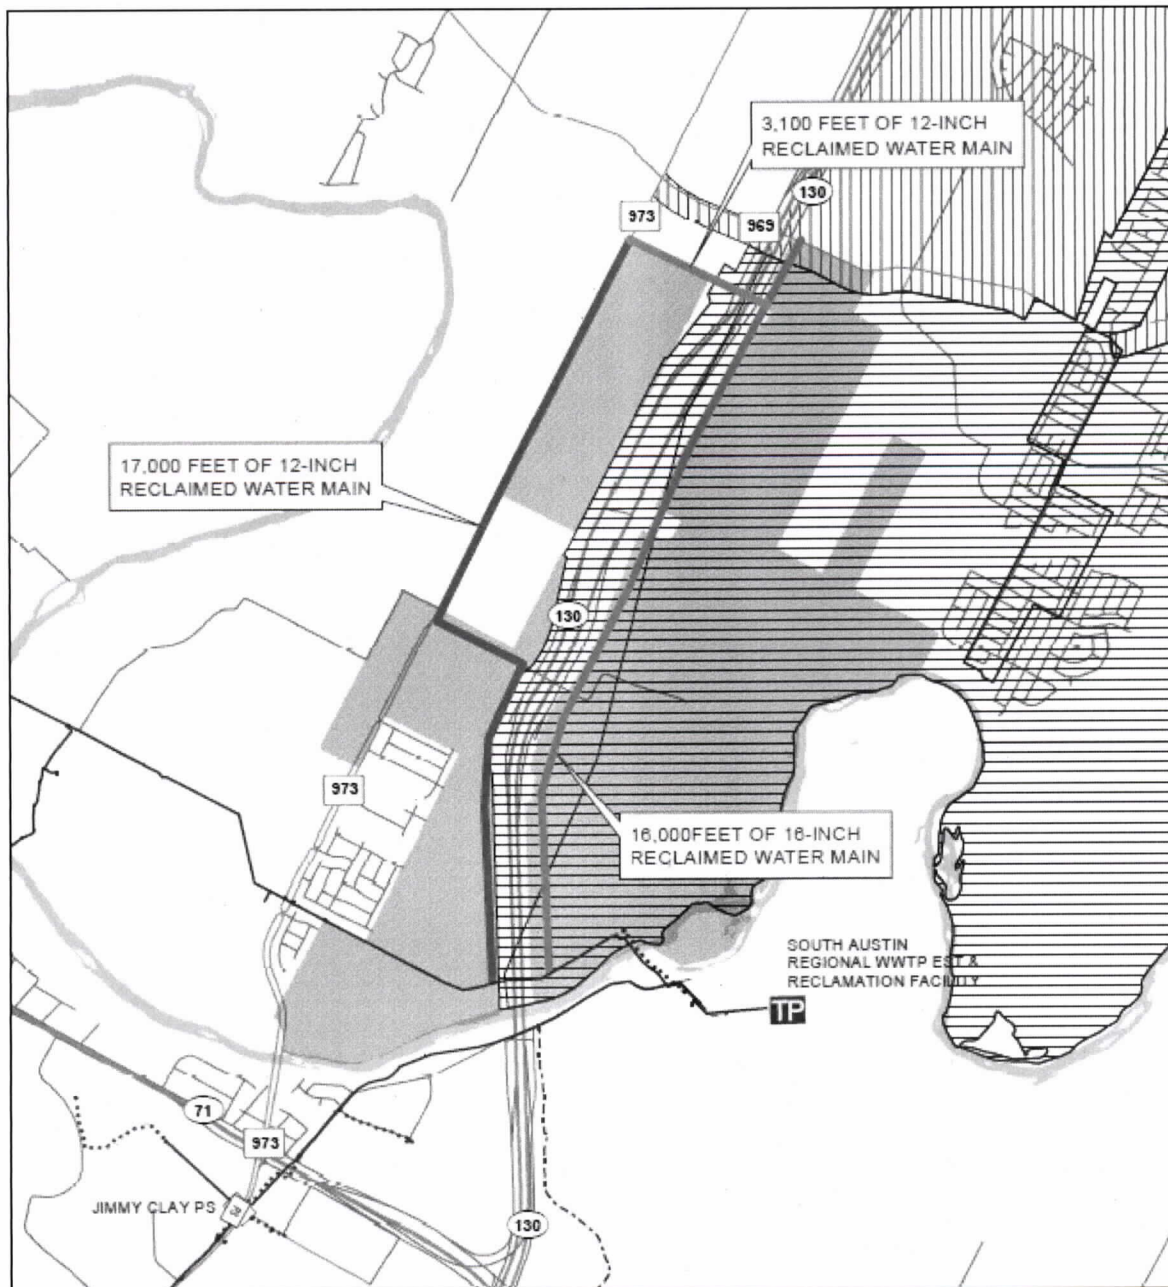 3,100 FEET OF 12-INCH
RECLAIMED WATER MAIN
130
973
969
17,000 FEET OF 12-INCH
RECLAIMED WATER MAIN
130
973
16,000FEET OF 16-INCH
RECLAIMED WATER MAIN
SOUTH AUSTIN
REGIONAL WWTP EST &
RECLAMATION FACILITY
TP
71
973
JIMMY CLAY PS
130